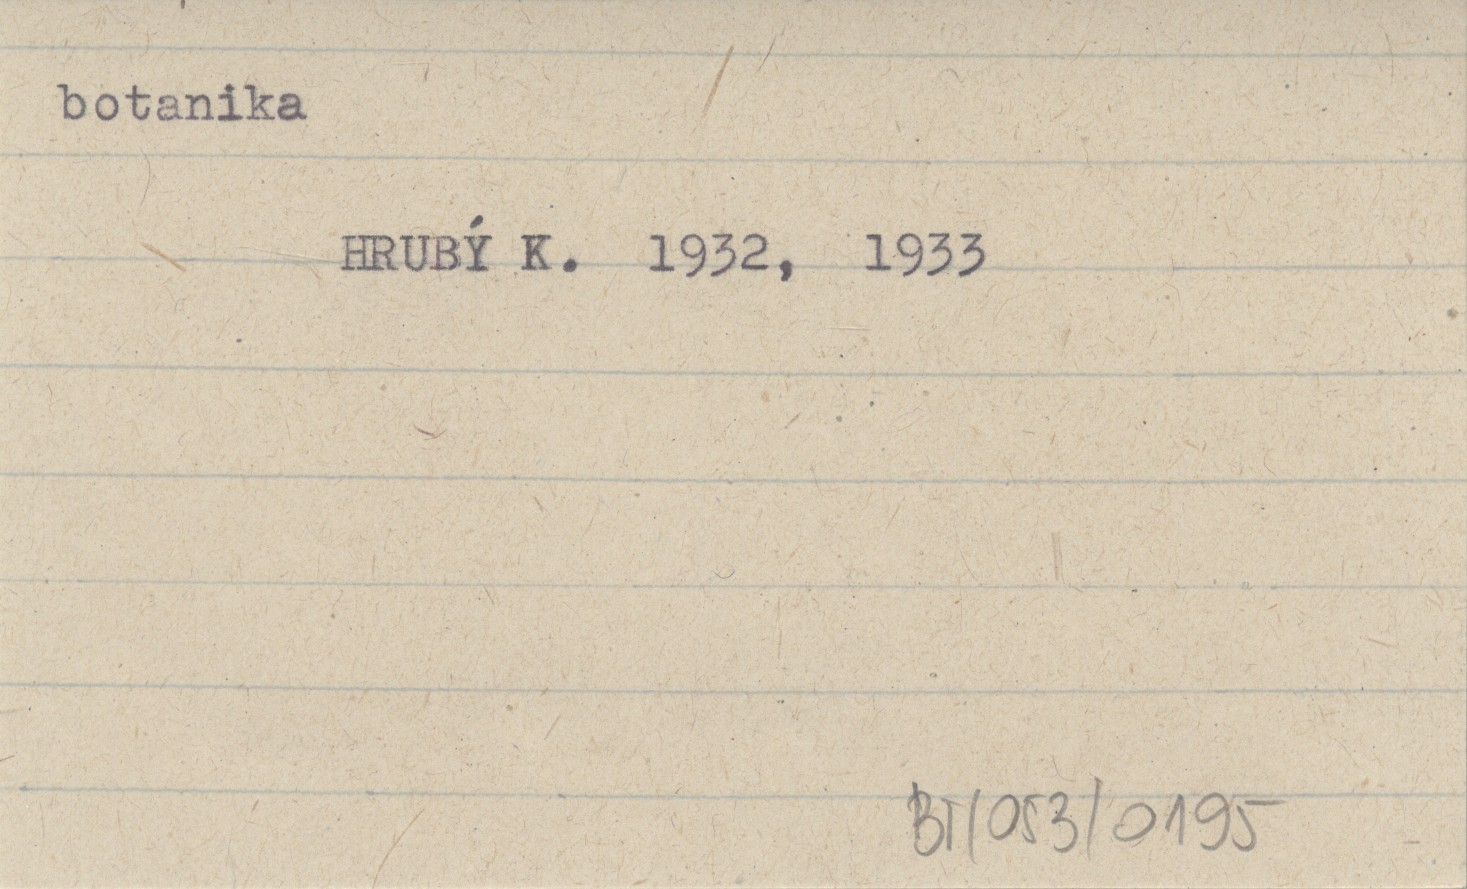 botanika
HRUBÝ K. 1932, 1933
BT/053/0195